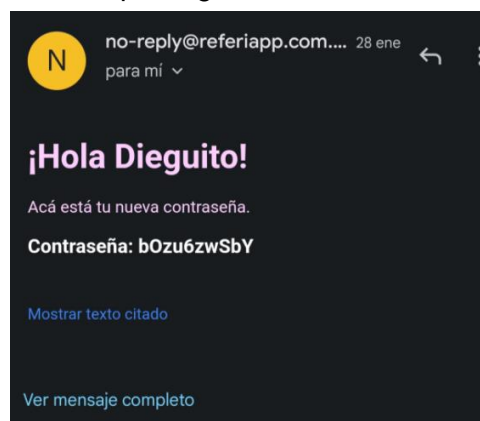 N
no-reply@referiapp.com.... 28 ene
para mí
¡Hola Dieguito!
Acá está tu nueva contraseña.
Contraseña: bOzu6zwSbY
Mostrar texto citado
Ver mensaje completo